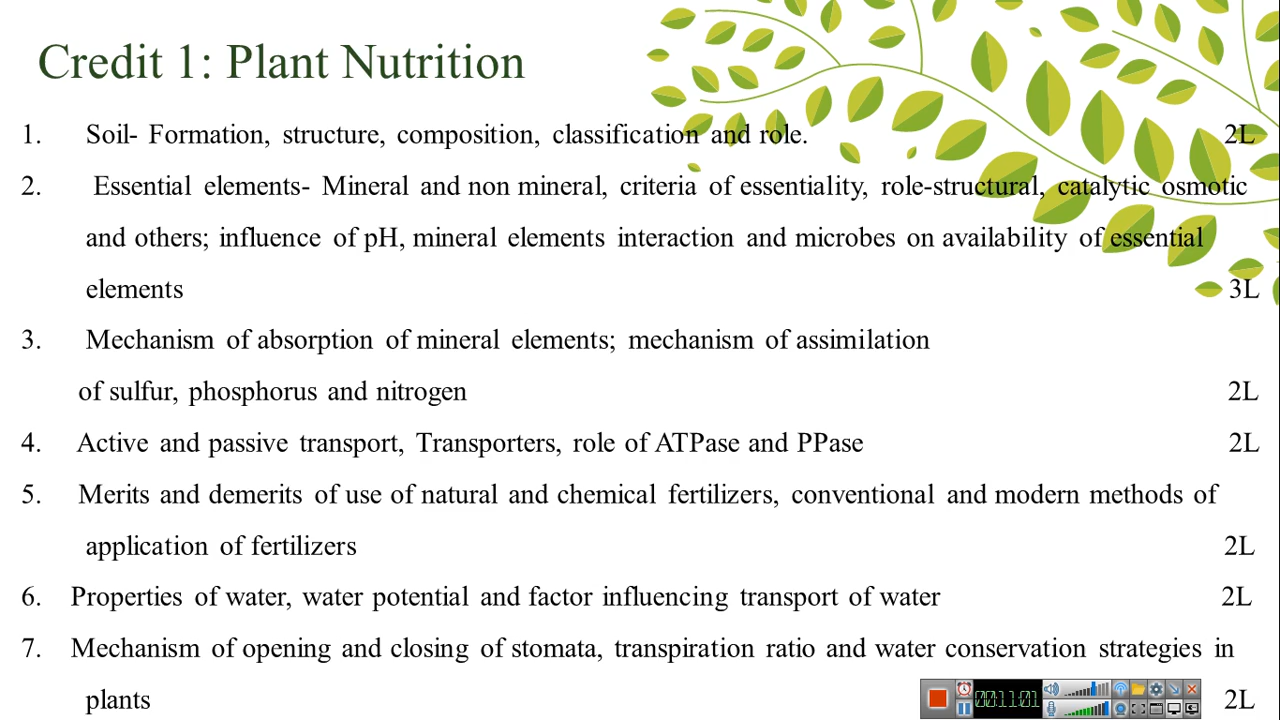 Credit 1: Plant Nutrition
1. Soil- Formation, structure, composition, classification and role. 2L
2. Essential elements- Mineral and non mineral, criteria of essentiality, role-structural, catalytic osmotic
and others; influence of pH, mineral elements interaction and microbes on availability of essential
elements 3L
3. Mechanism of absorption of mineral elements; mechanism of assimilation
of sulfur, phosphorus and nitrogen 2L
4. Active and passive transport, Transporters, role of ATPase and PPase 2L
5. Merits and demerits of use of natural and chemical fertilizers, conventional and modern methods of
application of fertilizers 2L
6. Properties of water, water potential and factor influencing transport of water 2L
7. Mechanism of opening and closing of stomata, transpiration ratio and water conservation strategies in
plants 2L